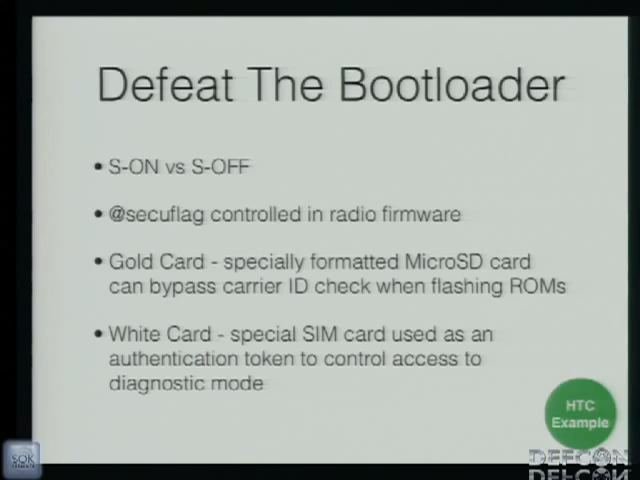 Defeat The Bootloader
• S-ON vs S-OFF
• @secuflag controlled in radio firmware
• Gold Card - specially formatted MicroSD card
can bypass carrier ID check when flashing ROMs
• White Card - special SIM card used as an
authentication token to control access to
diagnostic mode
HTC
Example
SOK
DEFCON
DEFCON